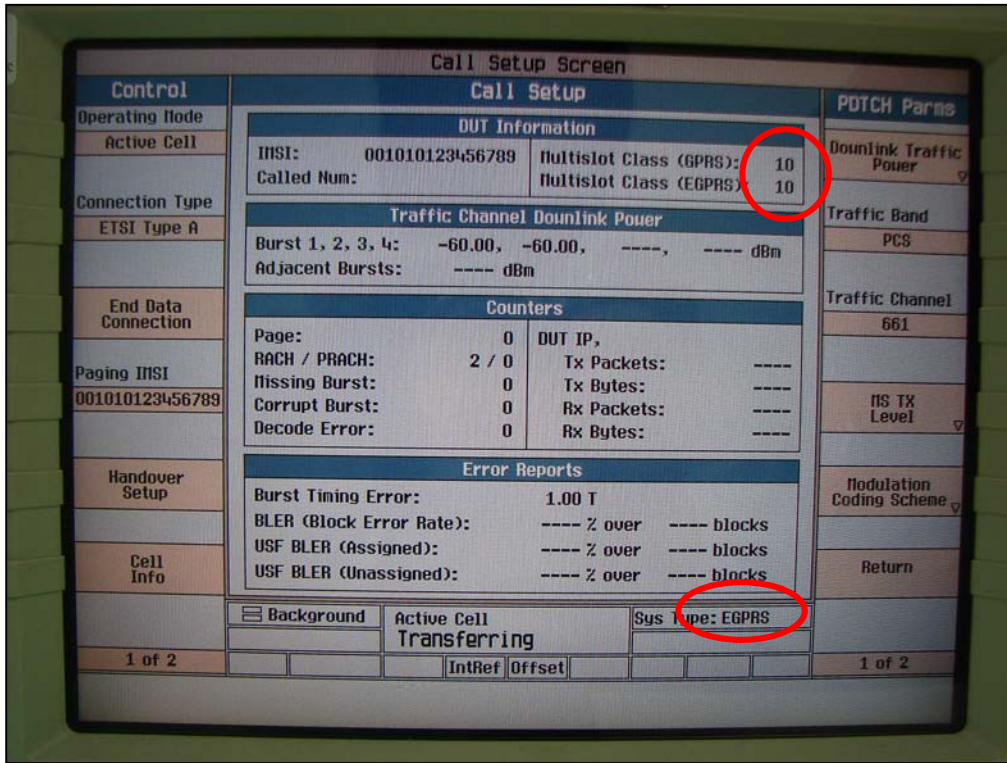 Call Setup Screen
Control
Operating Mode
Active Cell
Connection Type
ETSI Type A
End Data
Connection
Paging IMSI
001010123456789
Handover
Setup
Cell
Info
1 of 2
Call Setup
DUT Information
IMSI: 001010123456789
Called Num:
Multislot Class (GPRS): 10
Multislot Class (EGPRS): 10
Traffic Channel Downlink Power
Burst 1, 2, 3, 4: -60.00, -60.00, ----, ---- dBm
Adjacent Bursts: ---- dBm
Counters
Page: 0
RACH / PRACH: 2 / 0
Missing Burst: 0
Corrupt Burst: 0
Decode Error: 0
DUT IP,
Tx Packets: ----
Tx Bytes: ----
Rx Packets: ----
Rx Bytes: ----
Error Reports
Burst Timing Error: 1.00 T
BLER (Block Error Rate): ---- % over ---- blocks
USF BLER (Assigned): ---- % over ---- blocks
USF BLER (Unassigned): ---- % over ---- blocks
Background
Active Cell
Transferring
Sys Type: EGPRS
IntRef Offset
PDTCH Parms
Downlink Traffic
Power
Traffic Band
PCS
Traffic Channel
661
MS TX
Level
Modulation
Coding Scheme
Return
1 of 2